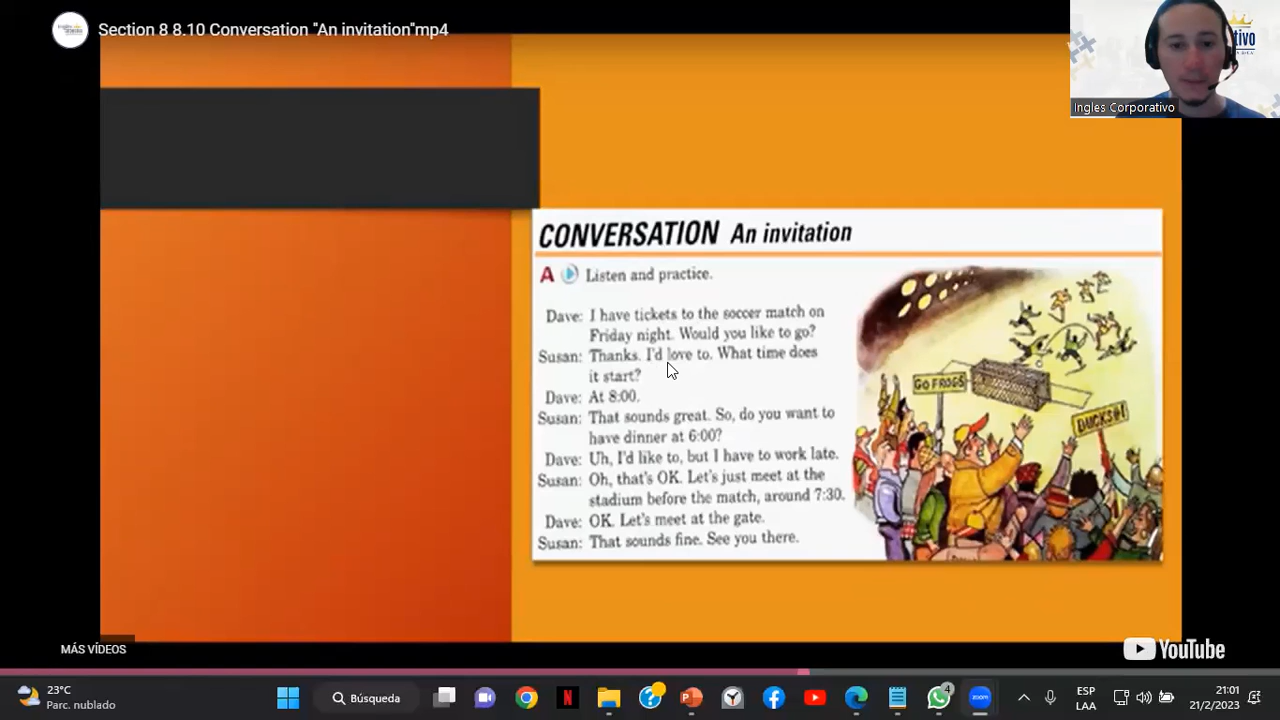 Section 8 8.10 Conversation "An invitation"mp4
Ingles Corporativo
CONVERSATION An invitation
A Listen and practice.
Dave: I have tickets to the soccer match on
Friday night. Would you like to go?
Susan: Thanks. I'd love to. What time does
it start?
Dave: At 8:00.
Susan: That sounds great. So, do you want to
have dinner at 6:00?
Dave: Uh, I'd like to, but I have to work late.
Susan: Oh, that's OK. Let's just meet at the
stadium before the match, around 7:30.
Dave: OK. Let's meet at the gate.
Susan: That sounds fine. See you there.
GO FROGS
DUCKS#1
MÁS VÍDEOS
YouTube
23°C
Parc. nublado
Búsqueda
4
ESP
LAA
21:01
21/2/2023